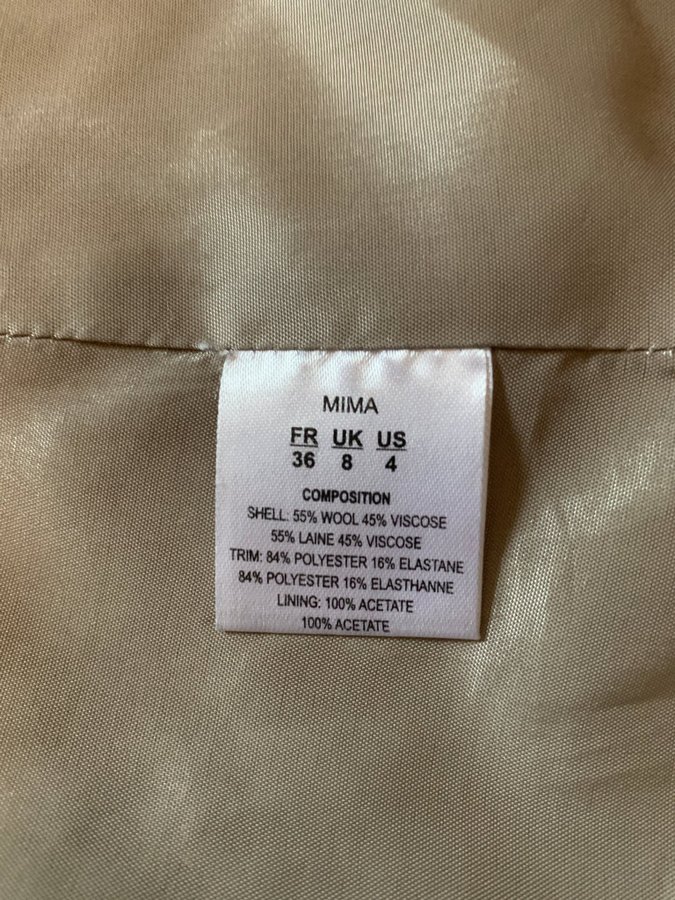 MIMA
FR UK US
36 8 4
COMPOSITION
SHELL: 55% WOOL 45% VISCOSE
55% LAINE 45% VISCOSE
TRIM: 84% POLYESTER 16% ELASTANE
84% POLYESTER 16% ELASTHANNE
LINING: 100% ACETATE
100% ACETATE